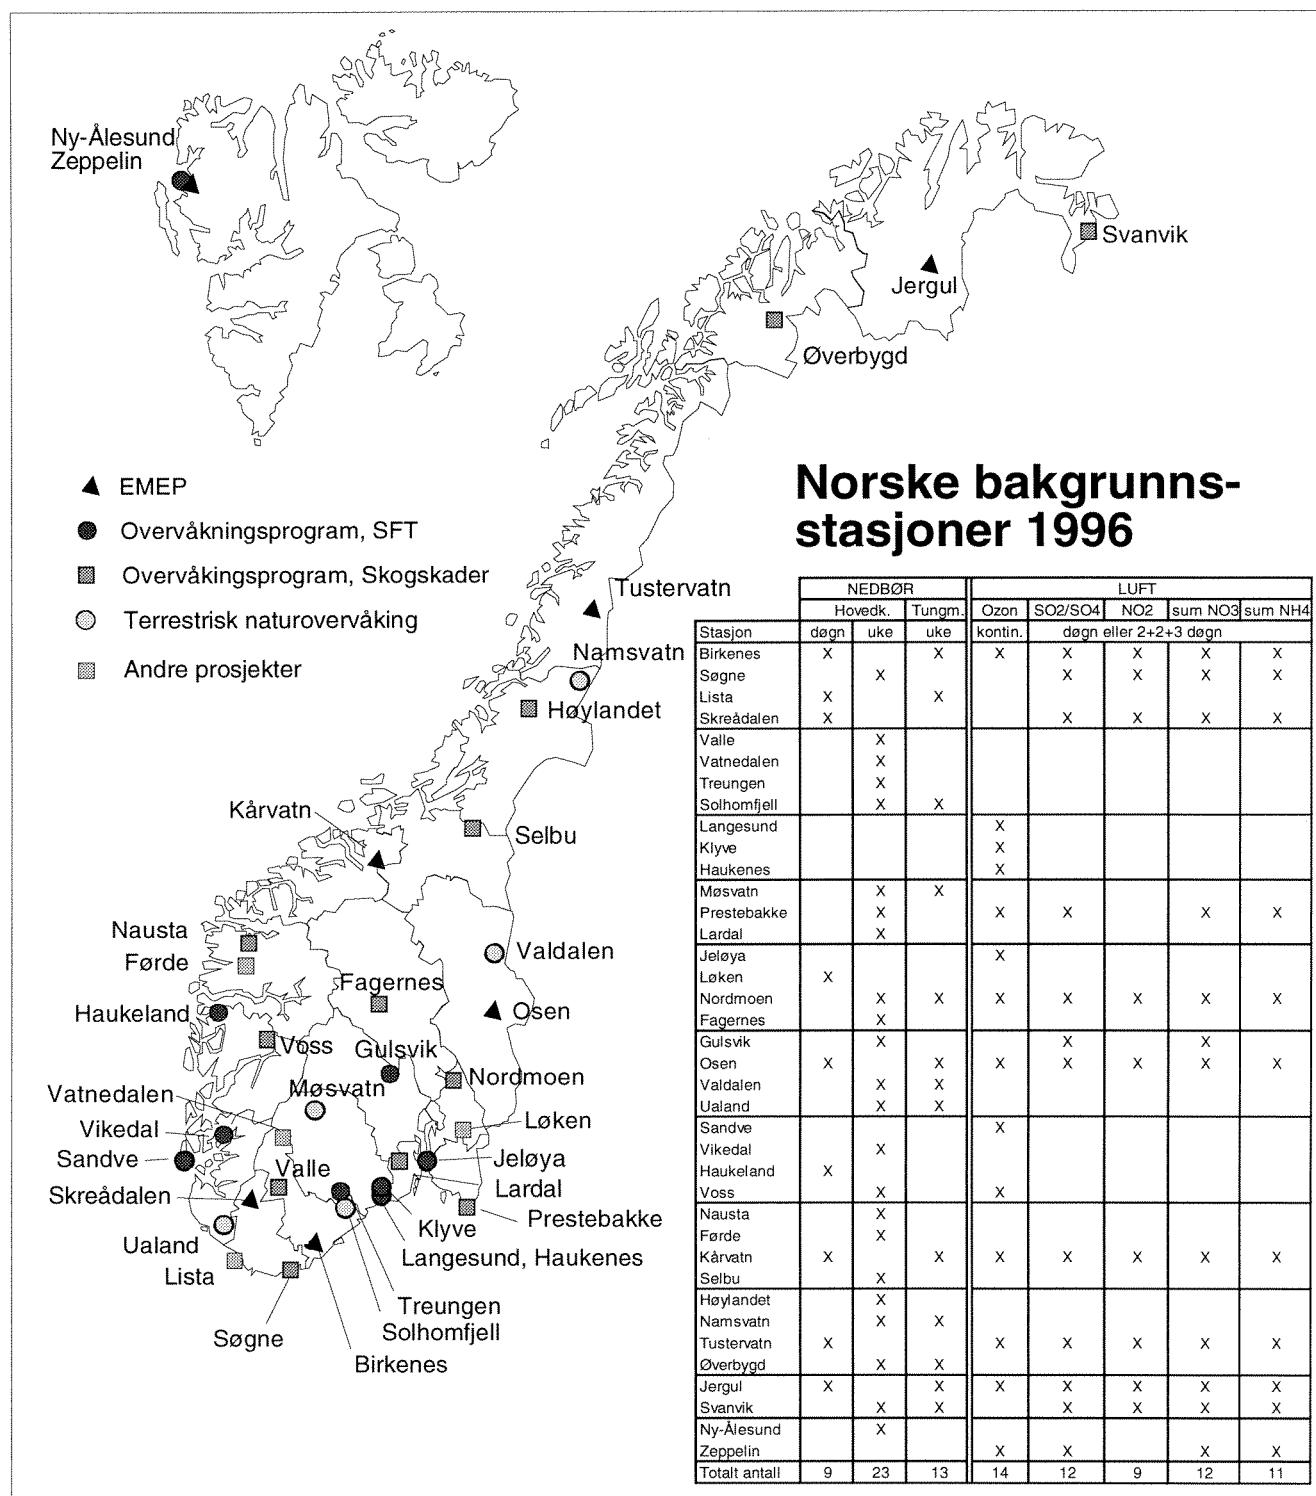 Ny-Ålesund
Zeppelin
Svanvik
Jergul
Øverbygd
EMEP
Overvåkningsprogram, SFT
Overvåkingsprogram, Skogskader
Terrestrisk naturovervåking
Andre prosjekter
Norske bakgrunns-
stasjoner 1996
Tustervatn
Namsvatn
Høylandet
Kårvatn
Selbu
Nausta
Førde
Valdalen
Fagernes
Haukeland
Osen
Voss
Gulsvik
Nordmoen
Møsvatn
Vatnedalen
Vikedal
Løken
Sandve
Jeløya
Valle
Lardal
Skreådalen
Prestebakke
Klyve
Ualand
Langesund, Haukenes
Lista
Treungen
Solhomfjell
Søgne
Birkenes
NEDBØR LUFT
Hovedk. Tungm. Ozon SO2/SO4 NO2 sum NO3 sum NH4
Stasjon døgn uke uke kontin. døgn eller 2+2+3 døgn
Birkenes X X X X X X X
Søgne X X X X X
Lista X X
Skreådalen X X X X X
Valle X
Vatnedalen X
Treungen X
Solhomfjell X X
Langesund X
Klyve X
Haukenes X
Møsvatn X X
Prestebakke X X X X X
Lardal X
Jeløya X
Løken X
Nordmoen X X X X X X X
Fagernes X
Gulsvik X X X
Osen X X X X X X X
Valdalen X X
Ualand X X
Sandve X
Vikedal X
Haukeland X
Voss X X
Nausta X
Førde X
Kårvatn X X X X X X X
Selbu X
Høylandet X
Namsvatn X X
Tustervatn X X X X X X
Øverbygd X X
Jergul X X X X X X X
Svanvik X X X X X X
Ny-Ålesund X
Zeppelin X X X X
Totalt antall 9 23 13 14 12 9 12 11